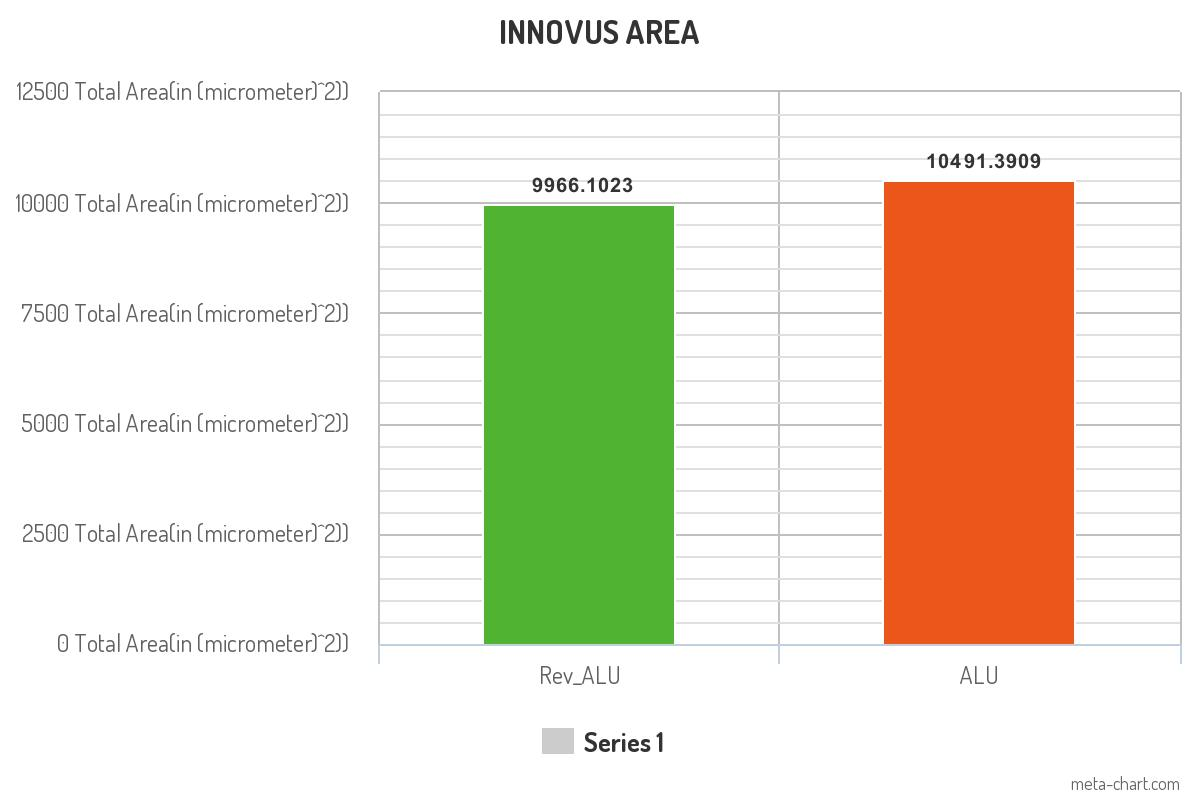 INNOVUS AREA
12500 Total Area(in (micrometer)^2))
10000 Total Area(in (micrometer)^2))
7500 Total Area(in (micrometer)^2))
5000 Total Area(in (micrometer)^2))
2500 Total Area(in (micrometer)^2))
0 Total Area(in (micrometer)^2))
9966.1023
10491.3909
Rev_ALU
ALU
Series 1
meta-chart.com